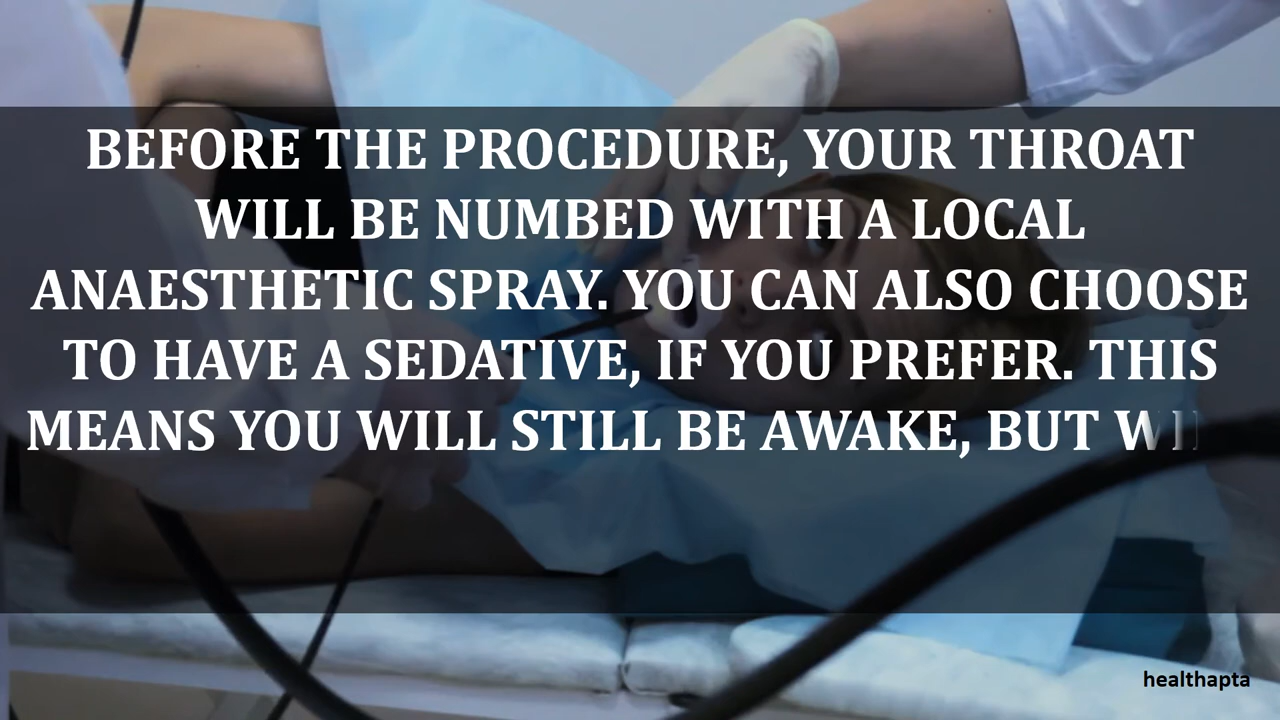 BEFORE THE PROCEDURE, YOUR THROAT
WILL BE NUMBED WITH A LOCAL
ANAESTHETIC SPRAY. YOU CAN ALSO CHOOSE
TO HAVE A SEDATIVE, IF YOU PREFER. THIS
MEANS YOU WILL STILL BE AWAKE, BUT
healthapta